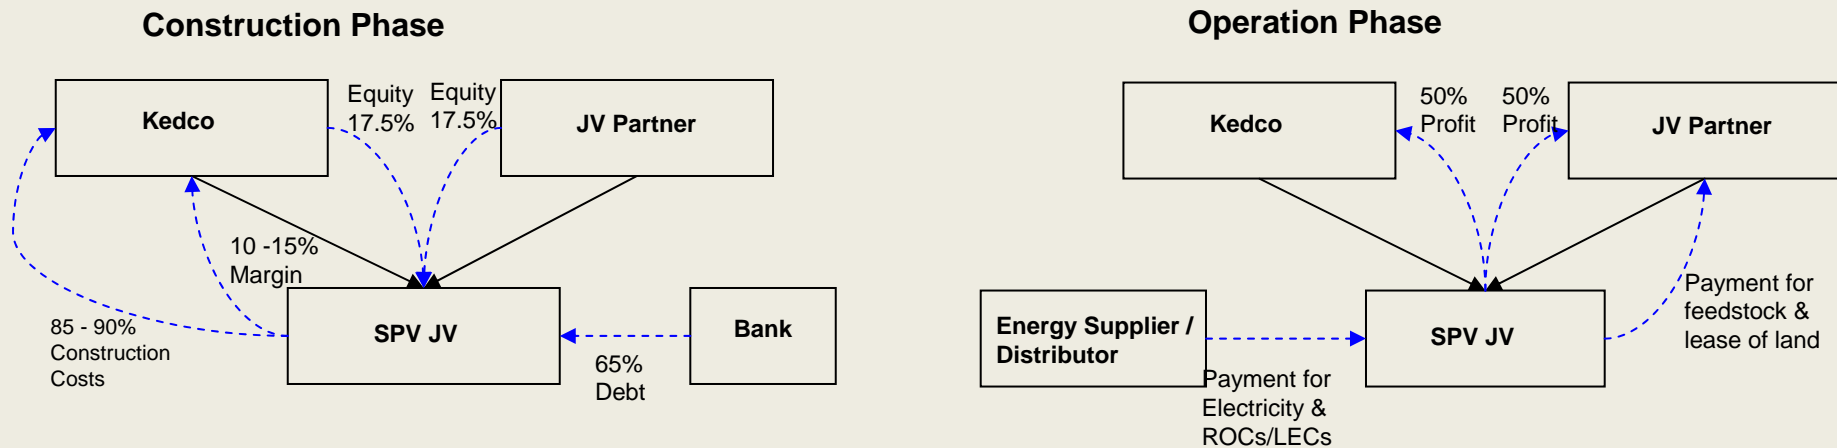 Construction Phase
Kedco
Equity
17.5%
Equity
17.5%
JV Partner
10 -15%
Margin
85 - 90%
Construction
Costs
SPV JV
65%
Debt
Bank
Operation Phase
Kedco
50%
Profit
50%
Profit
JV Partner
Energy Supplier /
Distributor
Payment for
Electricity &
ROCs/LECs
SPV JV
Payment for
feedstock &
lease of land